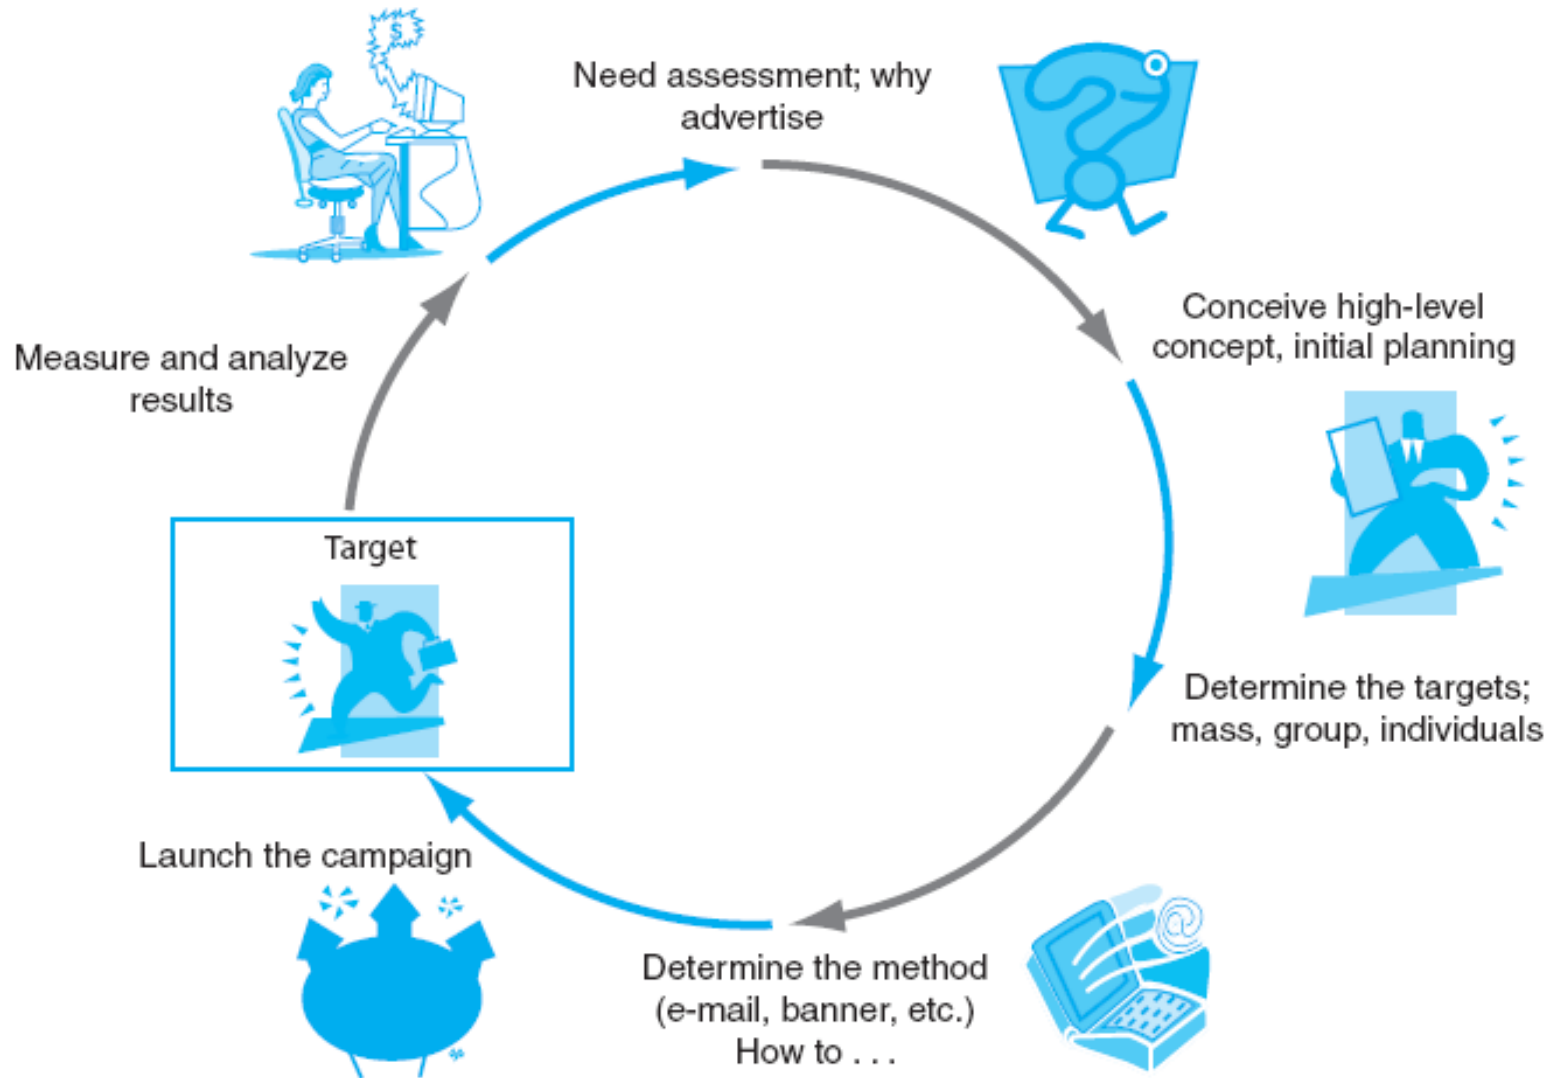 $
Need assessment; why
advertise
Conceive high-level
concept, initial planning
Measure and analyze
results
Target
Determine the targets;
mass, group, individuals
Launch the campaign
Determine the method
(e-mail, banner, etc.)
How to . . .